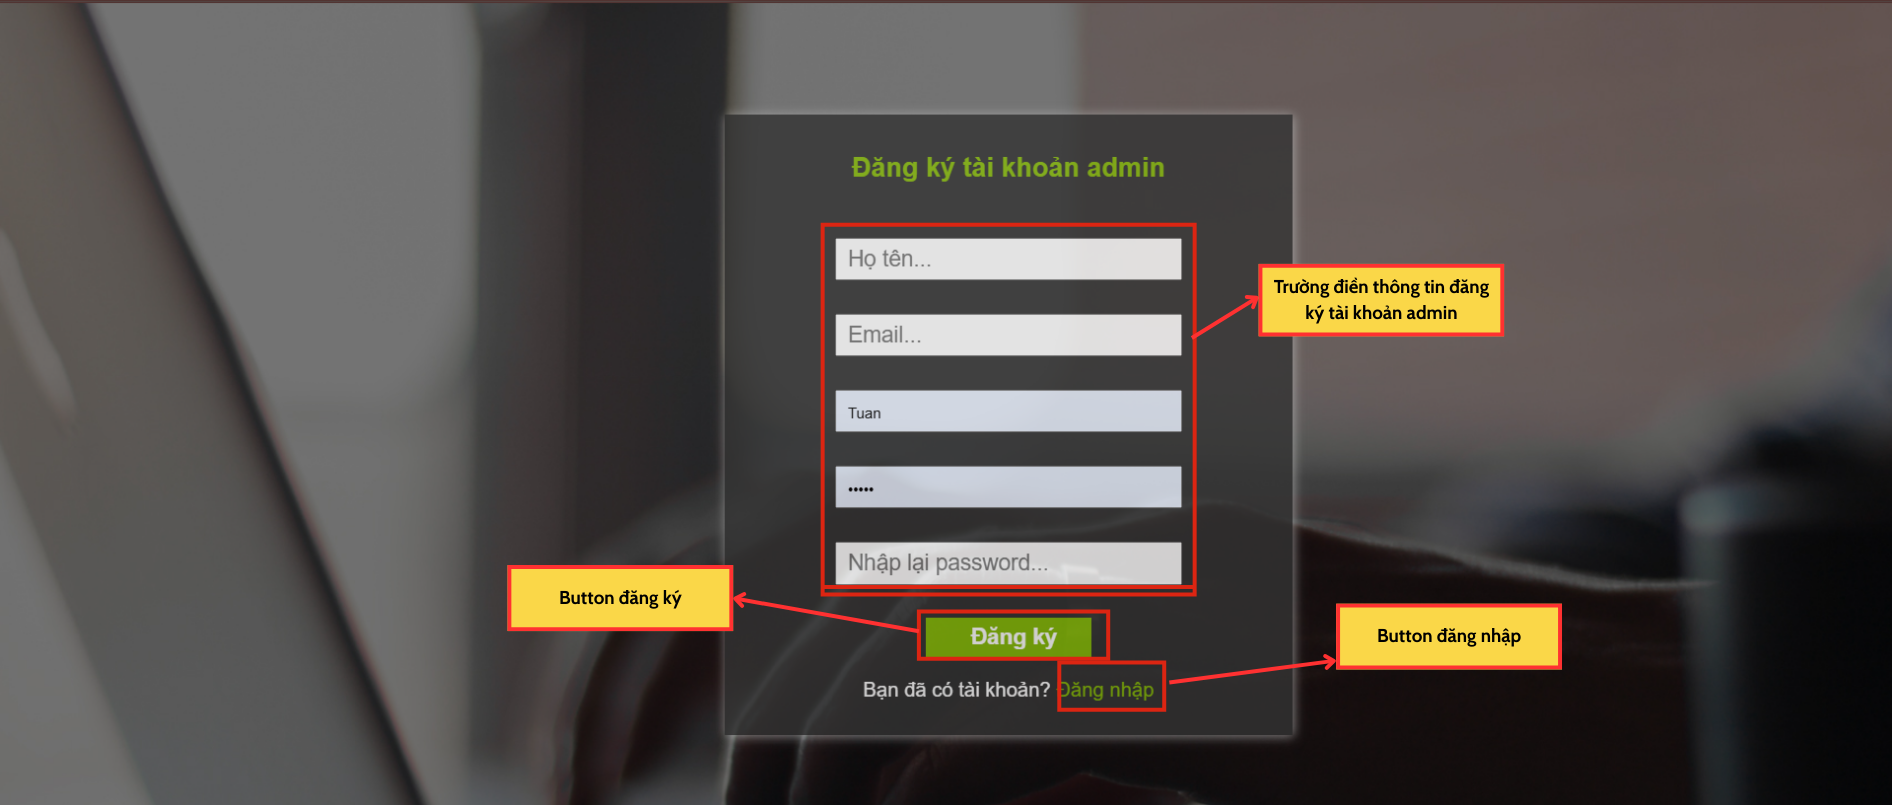 Đăng ký tài khoản admin
Họ tên...
Email...
Tuan
•••••
Nhập lại password...
Đăng ký
Bạn đã có tài khoản? Đăng nhập
Trường điền thông tin đăng
ký tài khoản admin
Button đăng ký
Button đăng nhập